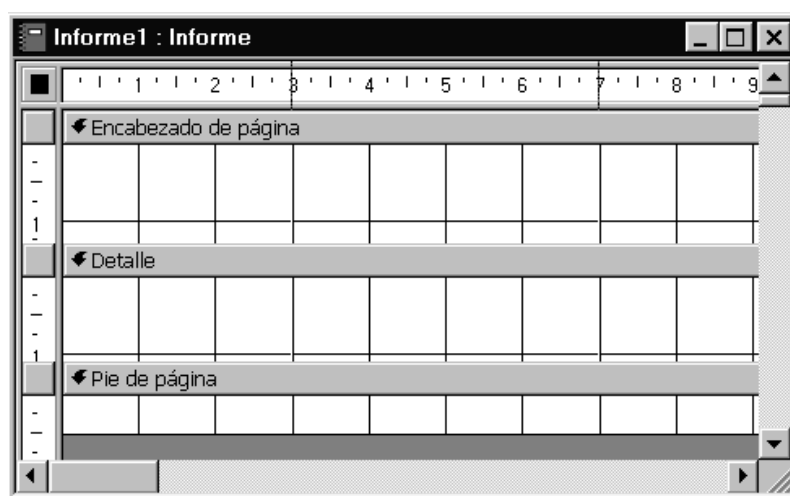 Informe1 : Informe
1 2 3 4 5 6 7 8 9
Encabezado de página
1
Detalle
1
Pie de página